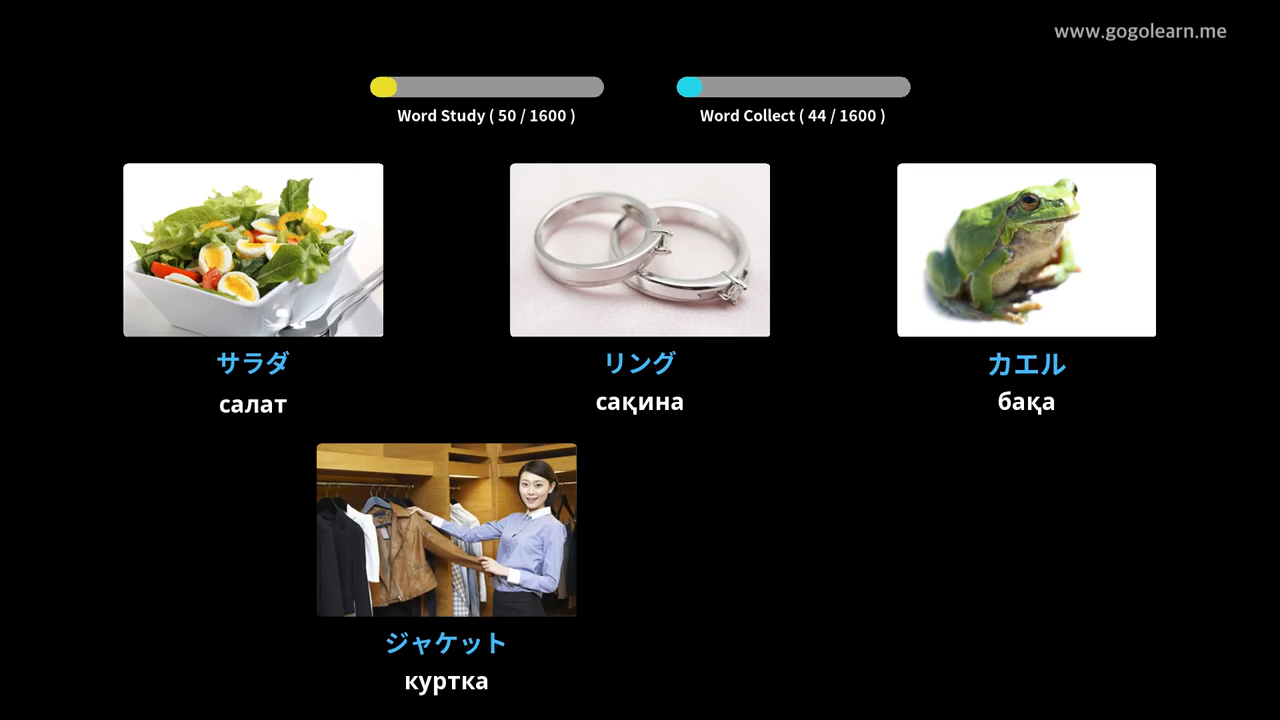 www.gogolearn.me
Word Study ( 50 / 1600 )
Word Collect ( 44 / 1600 )
サラダ
салат
リング
сақина
カエル
бақа
ジャケット
куртка